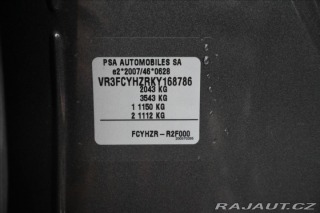 PSA AUTOMOBILES SA
e2*2007/46*0628
VR3FCYHZRKY168786
2043 KG
3543 KG
1 1150 KG
2 1112 KG
FCYHZR - R2F000
RAJAUT.CZ